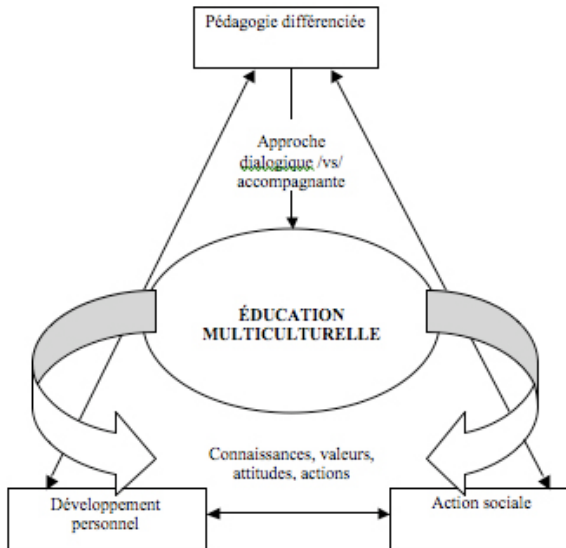 Pédagogie différenciée
Approche
dialogique /vs/
accompagnante
ÉDUCATION
MULTICULTURELLE
Connaissances, valeurs,
attitudes, actions
Développement
personnel
Action sociale